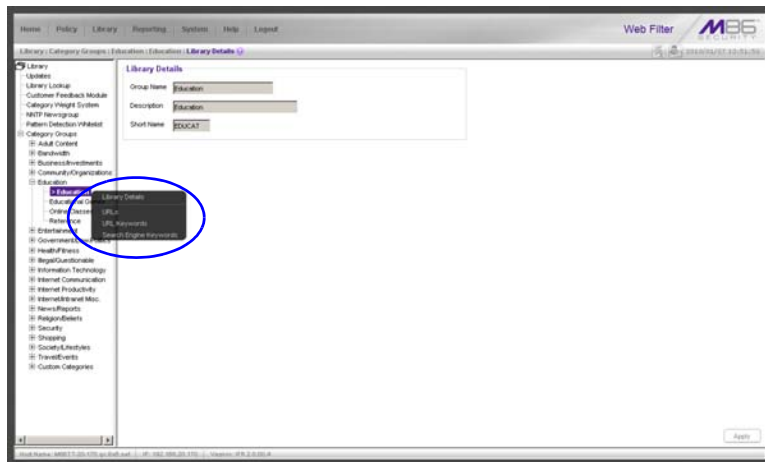 Home Policy Library Reporting System Help Logout
Web Filter M86 SECURITY
Library : Category Groups : Education : Education : Library Details
Library
Updates
Library Lookup
Customer Feedback Module
Category Weight System
NNTP Newsgroup
Pattern Detection Whitelist
Category Groups
Adult Content
Bandwidth
Business/Investments
Community/Organizations
Education
Educational
Online Classes
Reference
Entertainment
Health/Fitness
Illegal/Questionable
Information Technology
Internet Communication
Internet Productivity
Internet/Intranet Misc.
News/Reports
Religion/Beliefs
Security
Shopping
Society/Lifestyles
Travel/Events
Custom Categories
Library Details
URLs
URL Keywords
Search Engine Keywords
Library Details
Group Name Education
Description Education
Short Name EDUCAT
Apply
Host Name: